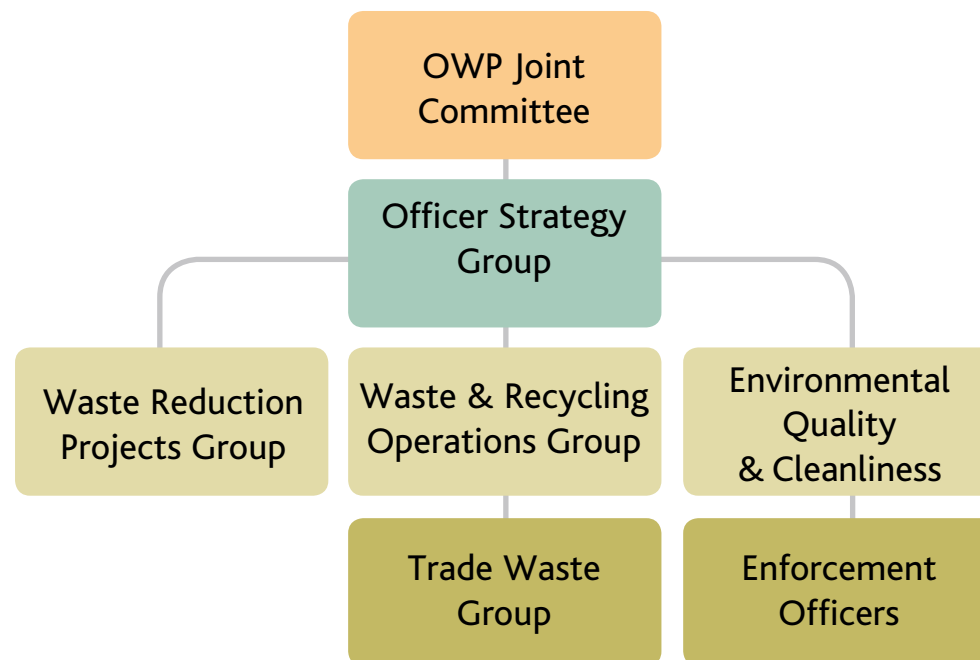 OWP Joint
Committee
Officer Strategy
Group
Waste Reduction
Projects Group
Waste & Recycling
Operations Group
Environmental
Quality
& Cleanliness
Trade Waste
Group
Enforcement
Officers